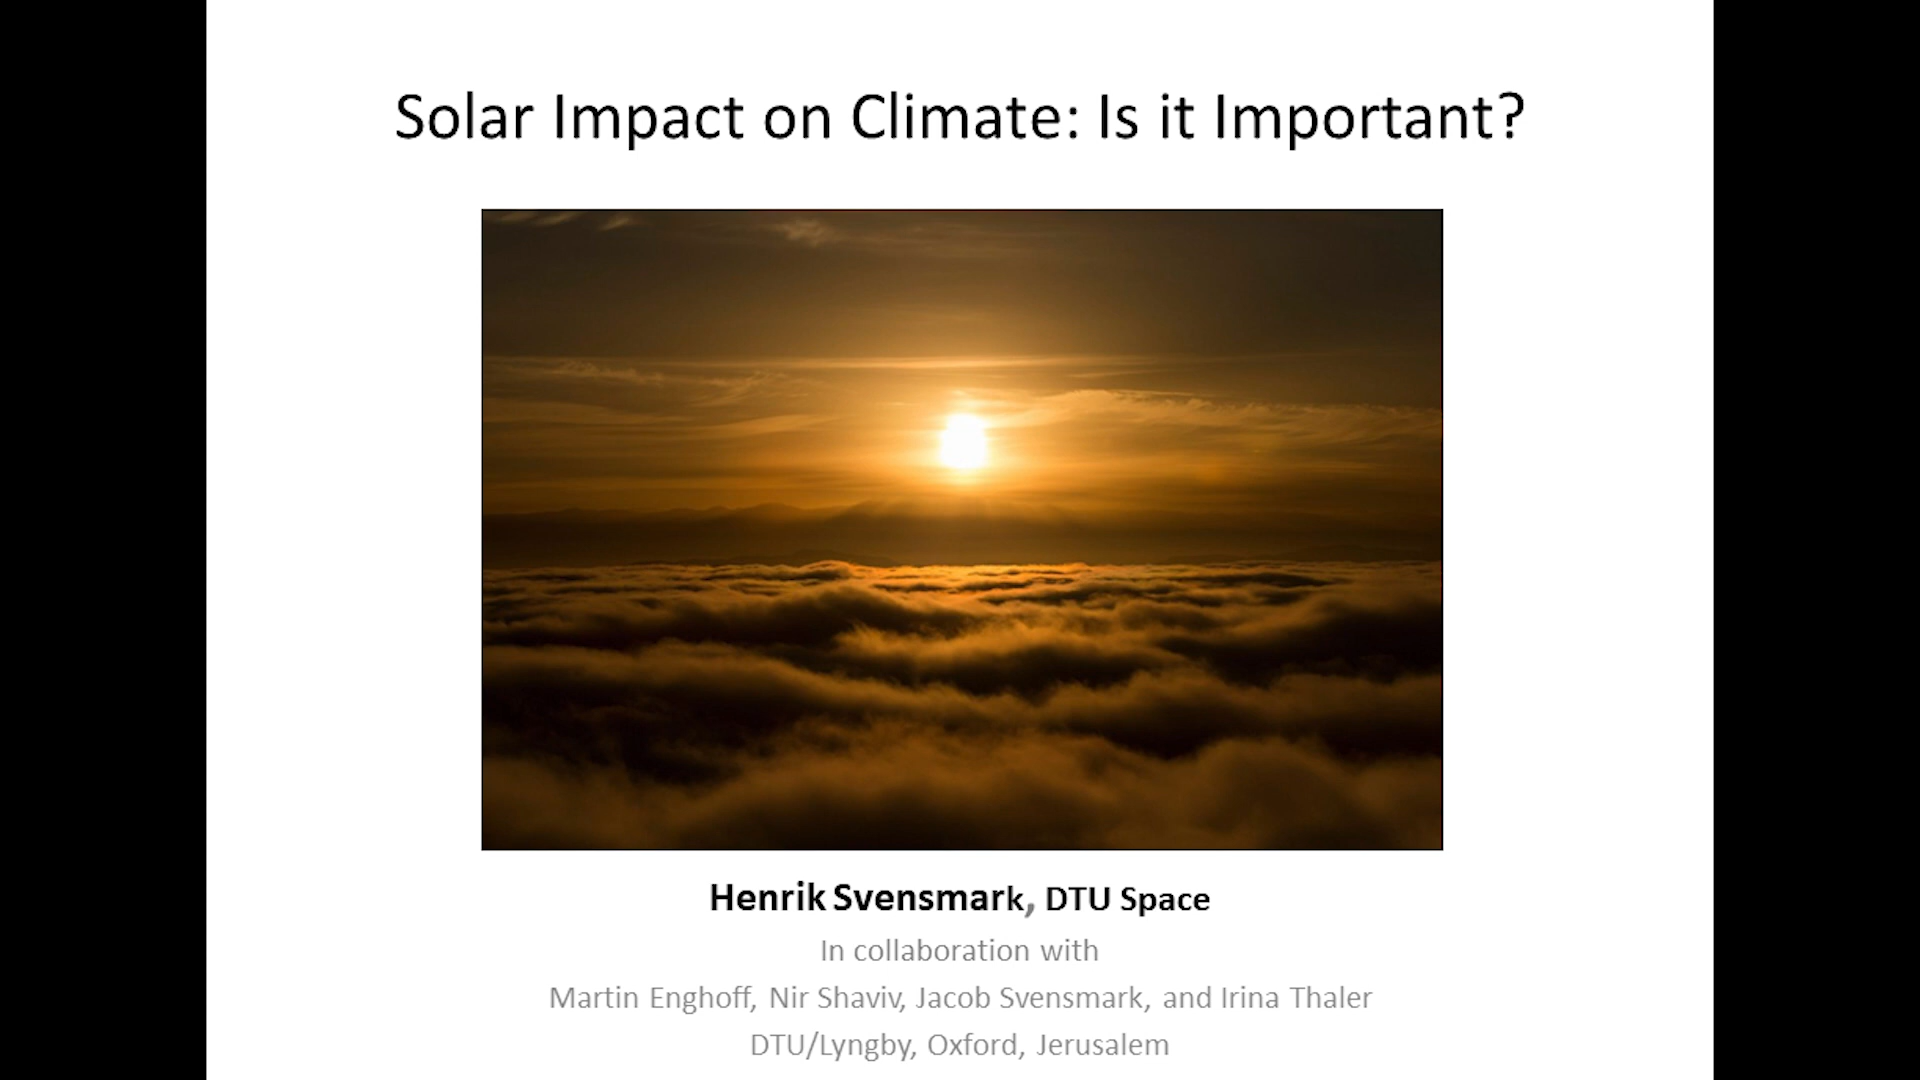 Solar Impact on Climate: Is it Important?
Henrik Svensmark, DTU Space
In collaboration with
Martin Enghoff, Nir Shaviv, Jacob Svensmark, and Irina Thaler
DTU/Lyngby, Oxford, Jerusalem